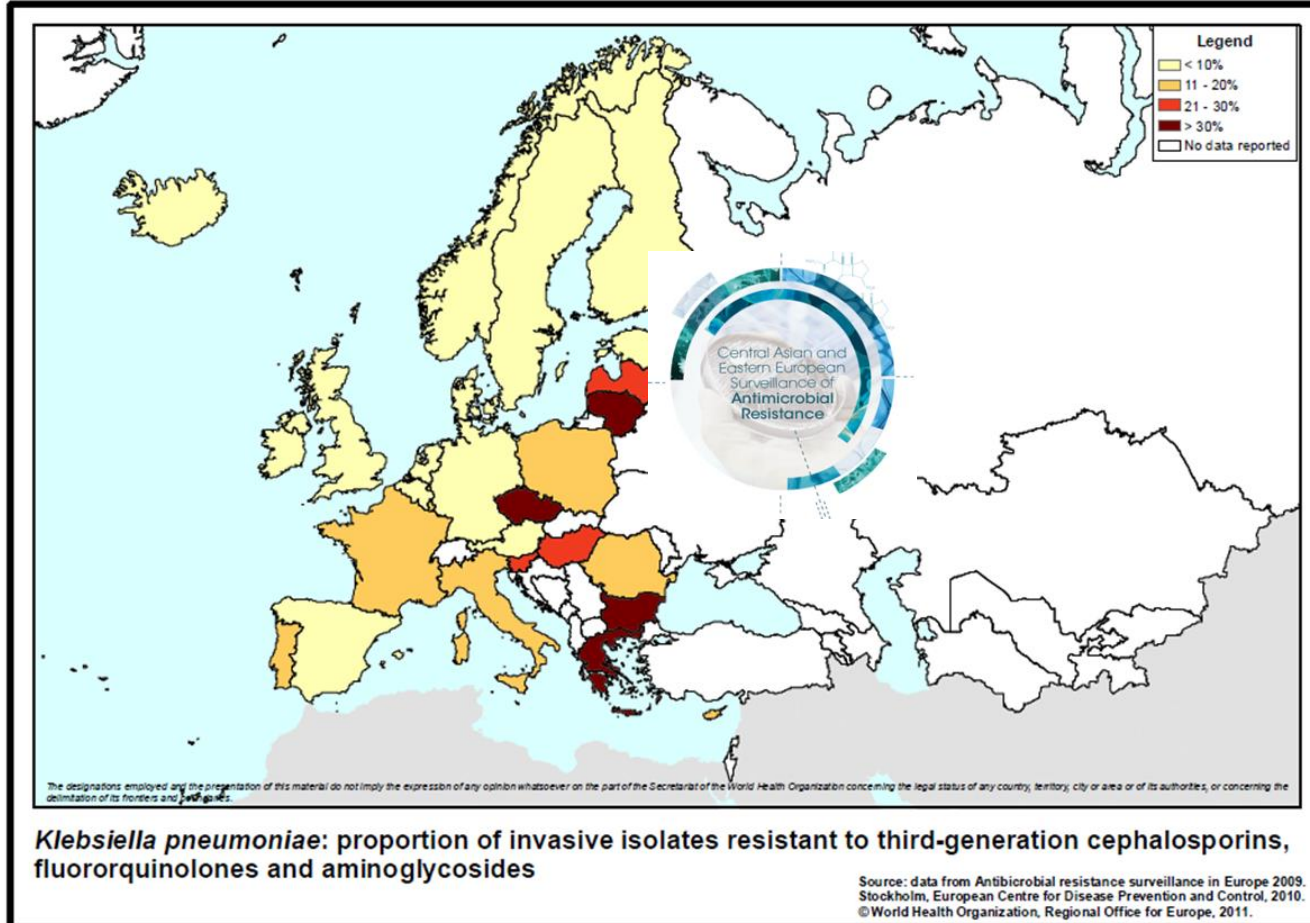 Legend
< 10%
11 - 20%
21 - 30%
> 30%
No data reported
Central Asian and
Eastern European
Surveillance of
Antimicrobial
Resistance
The designations employed and the presentation of this material do not imply the expression of any opinion whatsoever on the part of the Secretariat of the World Health Organization concerning the legal status of any country, territory, city or area or of its authorities, or concerning the
delimitation of its frontiers and
Klebsiella pneumoniae: proportion of invasive isolates resistant to third-generation cephalosporins,
fluororquinolones and aminoglycosides
Source: data from Antibicrobial resistance surveillance in Europe 2009.
Stockholm, European Centre for Disease Prevention and Control, 2010.
©World Health Organization, Regional Office for Europe, 2011.